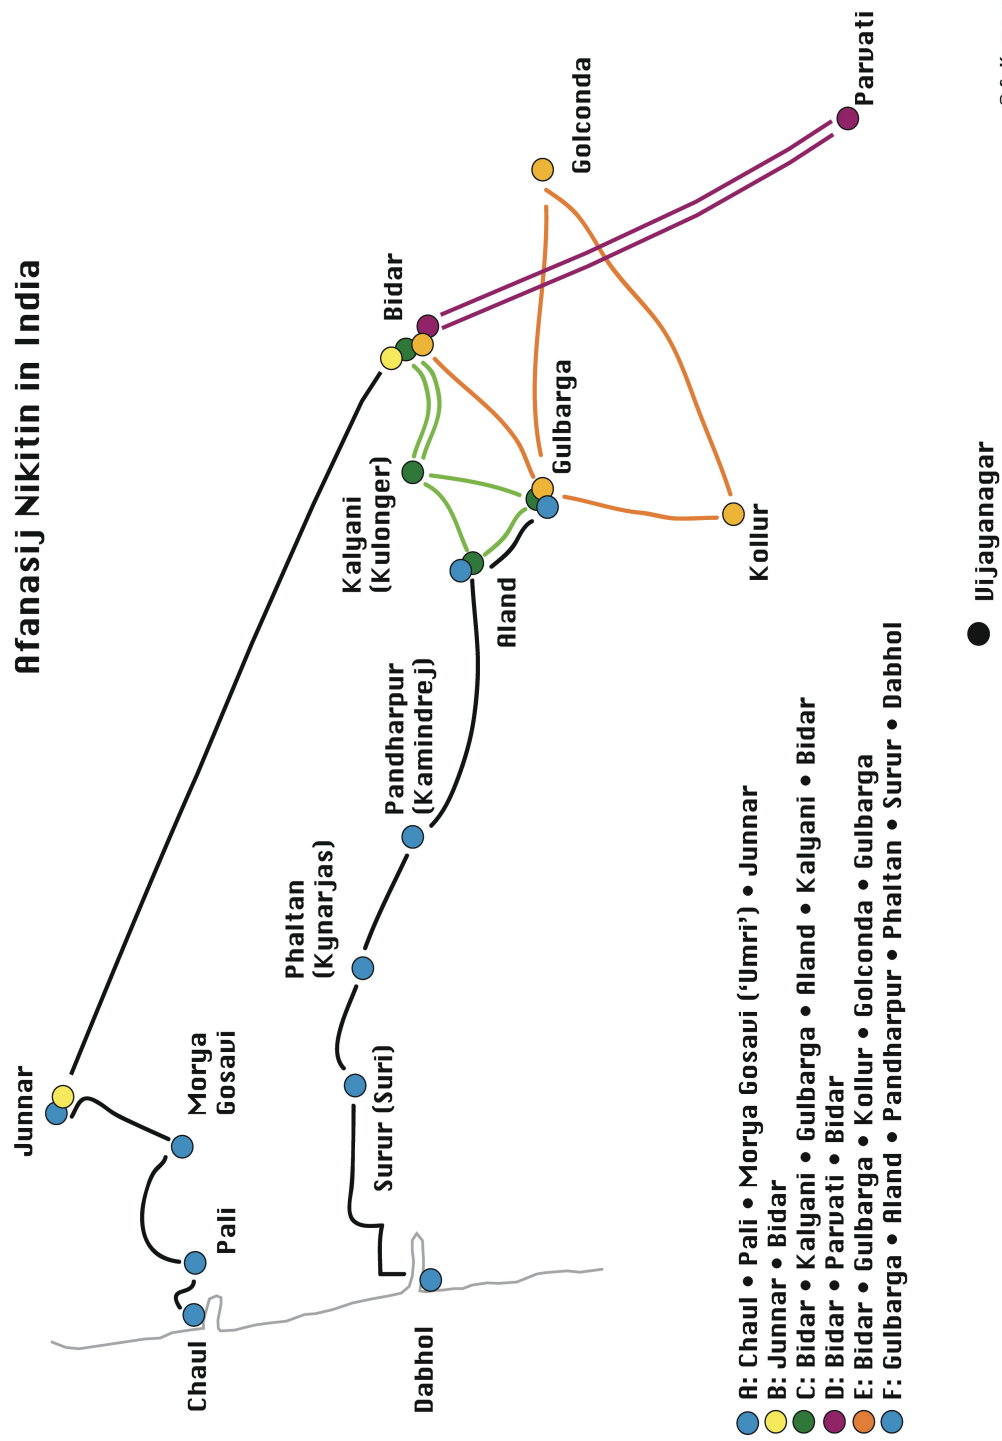 Afanasij Nikitin in India
Junnar
Morya
Gosavi
Pali
Chaul
Dabhol
Surur (Suri)
Phaltan
(Kynarjas)
Pandharpur
(Kamindrej)
Aland
Kalyani
(Kulonger)
Bidar
Gulbarga
Golconda
Kollur
Parvati
Vijayanagar
A: Chaul • Pali • Morya Gosavi (‘Umri’) • Junnar
B: Junnar • Bidar
C: Bidar • Kalyani • Gulbarga • Aland • Kalyani • Bidar
D: Bidar • Parvati • Bidar
E: Bidar • Gulbarga • Kollur • Golconda • Gulbarga
F: Gulbarga • Aland • Pandharpur • Phaltan • Surur • Dabhol